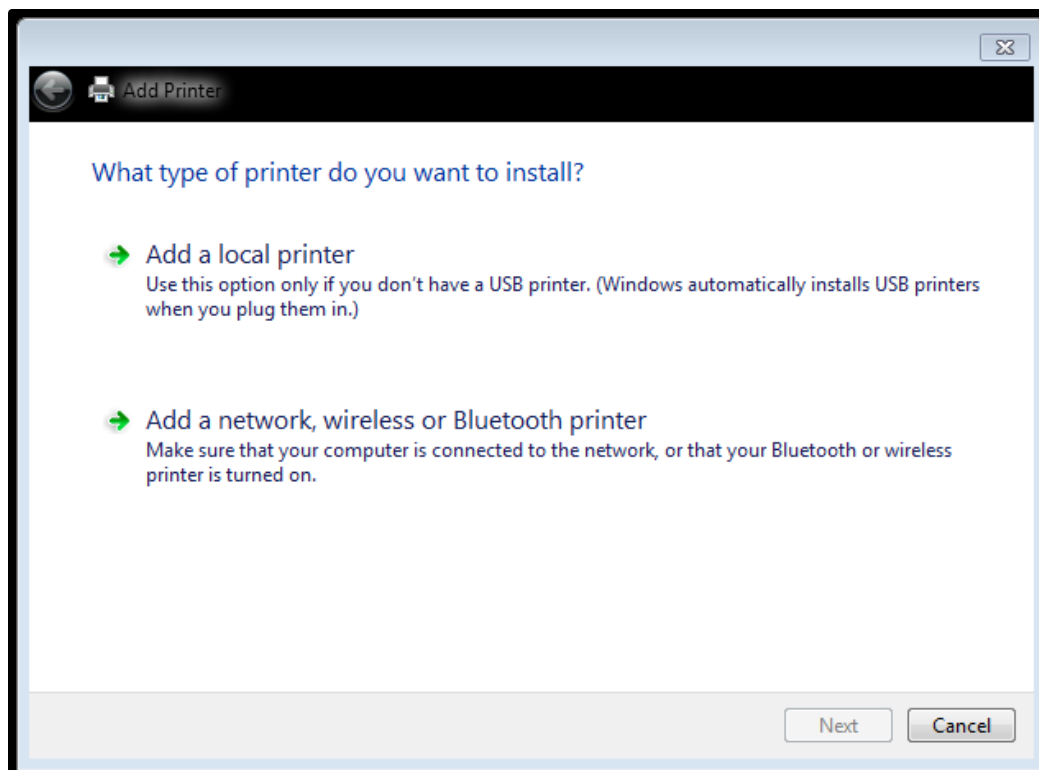 Add Printer
What type of printer do you want to install?
Add a local printer
Use this option only if you don't have a USB printer. (Windows automatically installs USB printers
when you plug them in.)
Add a network, wireless or Bluetooth printer
Make sure that your computer is connected to the network, or that your Bluetooth or wireless
printer is turned on.
Next Cancel